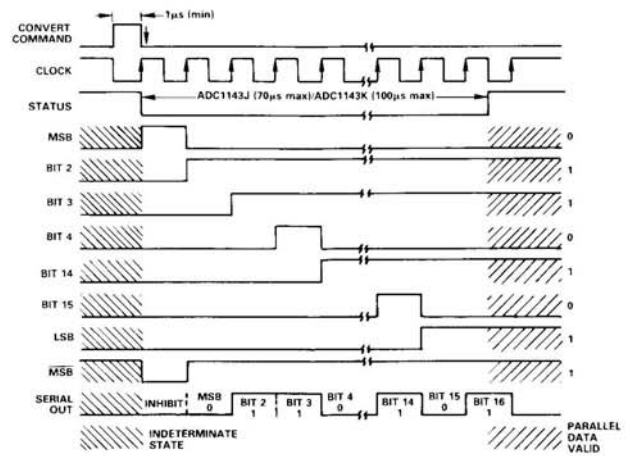 1µs (min)
CONVERT
COMMAND
CLOCK
STATUS
ADC1143J (70µs max)/ADC1143K (100µs max)
MSB
0
BIT 2
1
BIT 3
1
BIT 4
0
BIT 14
1
BIT 15
0
LSB
1
MSB
1
SERIAL
OUT
INHIBIT
MSB
0
BIT 2
1
BIT 3
1
BIT 4
0
BIT 14
1
BIT 15
0
BIT 16
1
INDETERMINATE
STATE
PARALLEL
DATA
VALID